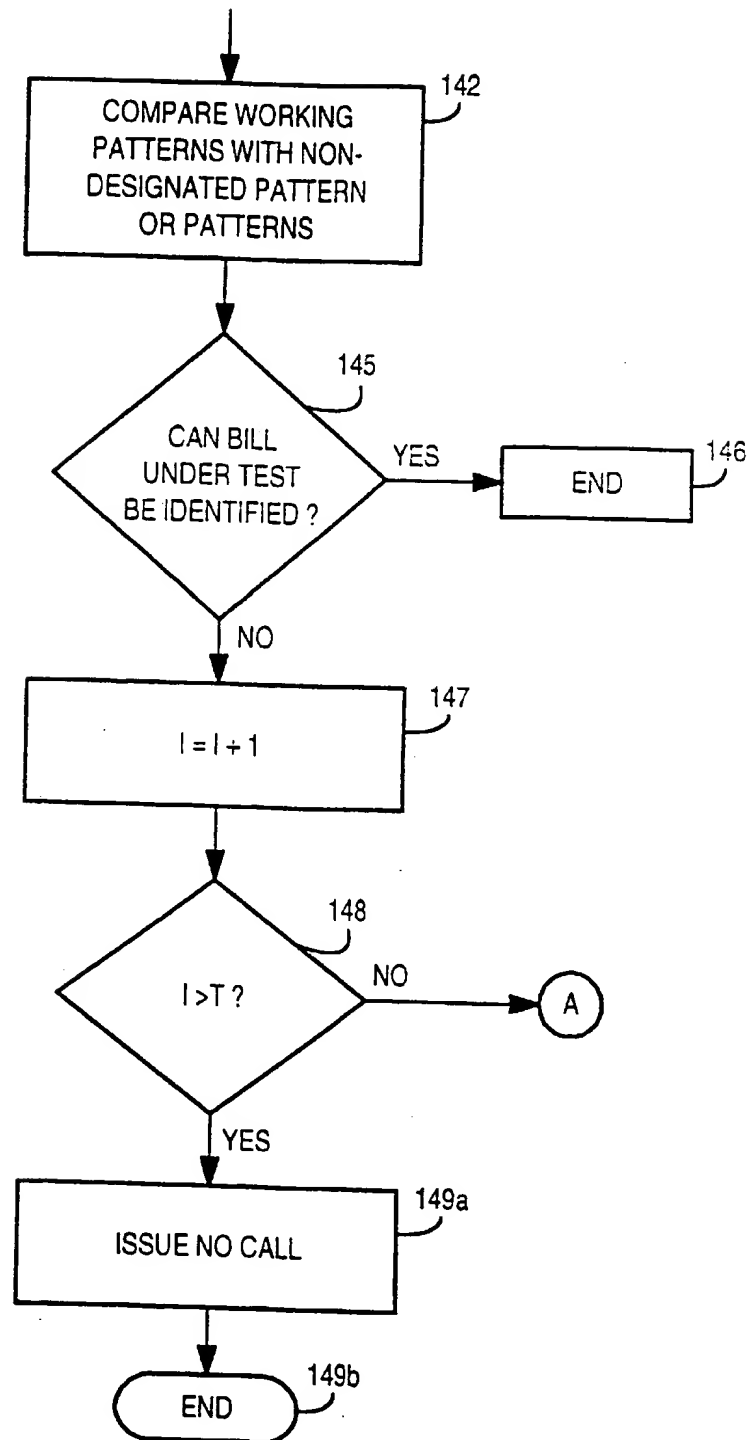 142
COMPARE WORKING
PATTERNS WITH NON-
DESIGNATED PATTERN
OR PATTERNS
145
CAN BILL
UNDER TEST
BE IDENTIFIED ?
YES
END
146
NO
147
I = I + 1
148
I >T ?
NO
A
YES
149a
ISSUE NO CALL
END
149b